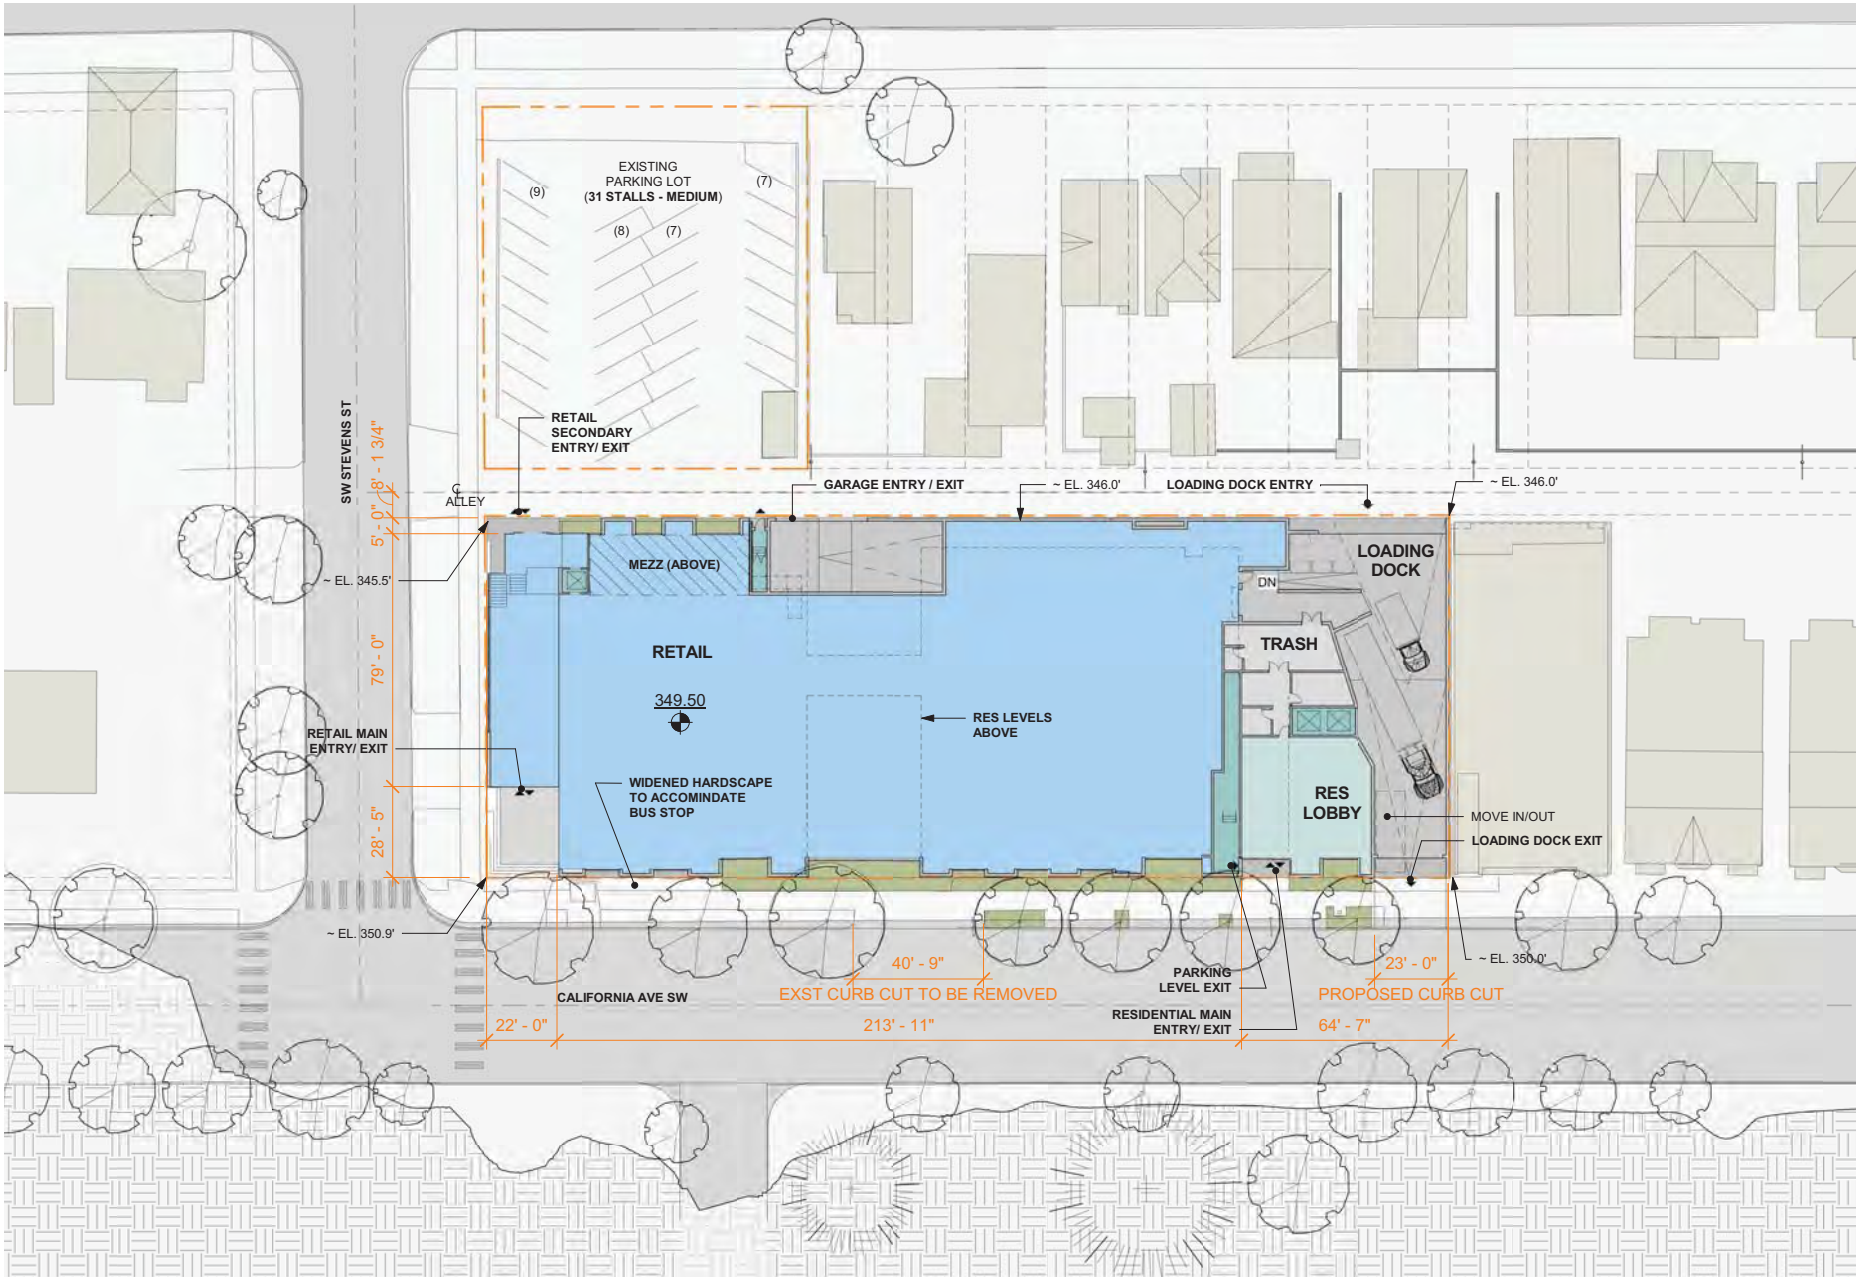 EXISTING
PARKING LOT
(31 STALLS - MEDIUM)
(9)
(7)
(8)
(7)
SW STEVENS ST
8' - 1 3/4"
5' - 0"
79' - 0"
28' - 5"
RETAIL
SECONDARY
ENTRY/ EXIT
ALLEY
GARAGE ENTRY / EXIT
~ EL. 346.0'
LOADING DOCK ENTRY
~ EL. 346.0'
~ EL. 345.5'
MEZZ (ABOVE)
LOADING
DOCK
DN
RETAIL
TRASH
349.50
RES LEVELS
ABOVE
RETAIL MAIN
ENTRY/ EXIT
WIDENED HARDSCAPE
TO ACCOMINDATE
BUS STOP
RES
LOBBY
MOVE IN/OUT
LOADING DOCK EXIT
~ EL. 350.9'
~ EL. 350.0'
40' - 9"
EXST CURB CUT TO BE REMOVED
PARKING
LEVEL EXIT
23' - 0"
PROPOSED CURB CUT
CALIFORNIA AVE SW
RESIDENTIAL MAIN
ENTRY/ EXIT
22' - 0"
213' - 11"
64' - 7"